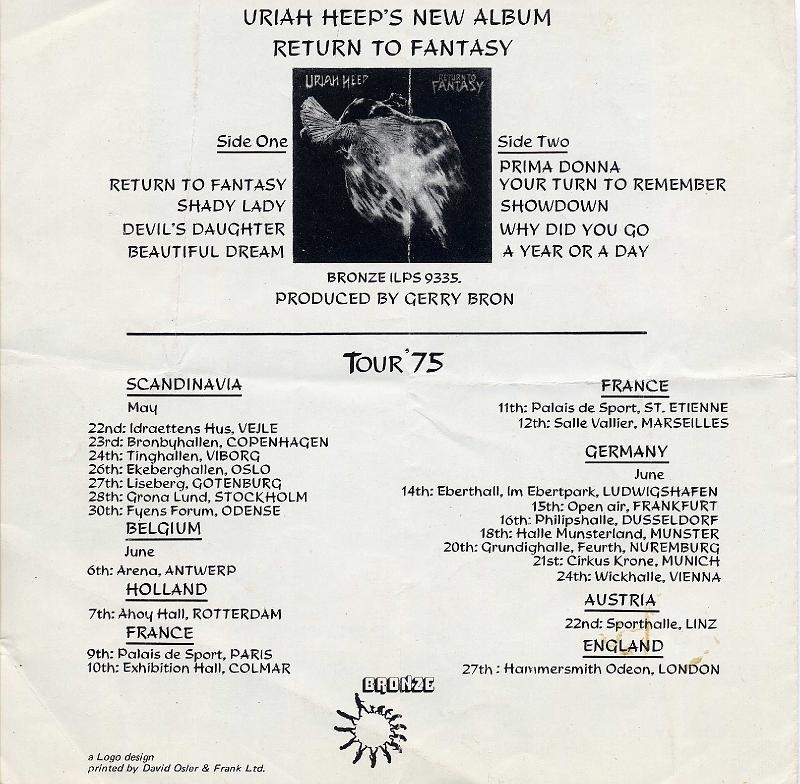 URIAH HEEP'S NEW ALBUM
RETURN TO FANTASY
URIAH HEEP
RETURN TO
FANTASY
Side One
RETURN TO FANTASY
SHADY LADY
DEVIL'S DAUGHTER
BEAUTIFUL DREAM
Side Two
PRIMA DONNA
YOUR TURN TO REMEMBER
SHOWDOWN
WHY DID YOU GO
A YEAR OR A DAY
BRONZE ILPS 9335.
PRODUCED BY GERRY BRON
TOUR '75
SCANDINAVIA
May
22nd: Idraettens Hus, VEJLE
23rd: Bronbyhallen, COPENHAGEN
24th: Tinghallen, VIBORG
26th: Ekeberghallen, OSLO
27th: Liseberg, GOTENBURG
28th: Grona Lund, STOCKHOLM
30th: Fyens Forum, ODENSE
BELGIUM
June
6th: Arena, ANTWERP
HOLLAND
7th: Ahoy Hall, ROTTERDAM
FRANCE
9th: Palais de Sport, PARIS
10th: Exhibition Hall, COLMAR
FRANCE
11th: Palais de Sport, ST. ETIENNE
12th: Salle Vallier, MARSEILLES
GERMANY
June
14th: Eberthall, Im Ebertpark, LUDWIGSHAFEN
15th: Open air, FRANKFURT
16th: Philipshalle, DUSSELDORF
18th: Halle Munsterland, MUNSTER
20th: Grundighalle, Feurth, NUREMBURG
21st: Cirkus Krone, MUNICH
24th: Wickhalle, VIENNA
AUSTRIA
22nd: Sporthalle, LINZ
ENGLAND
27th: Hammersmith Odeon, LONDON
BRONZE
a Logo design
printed by David Osler & Frank Ltd.